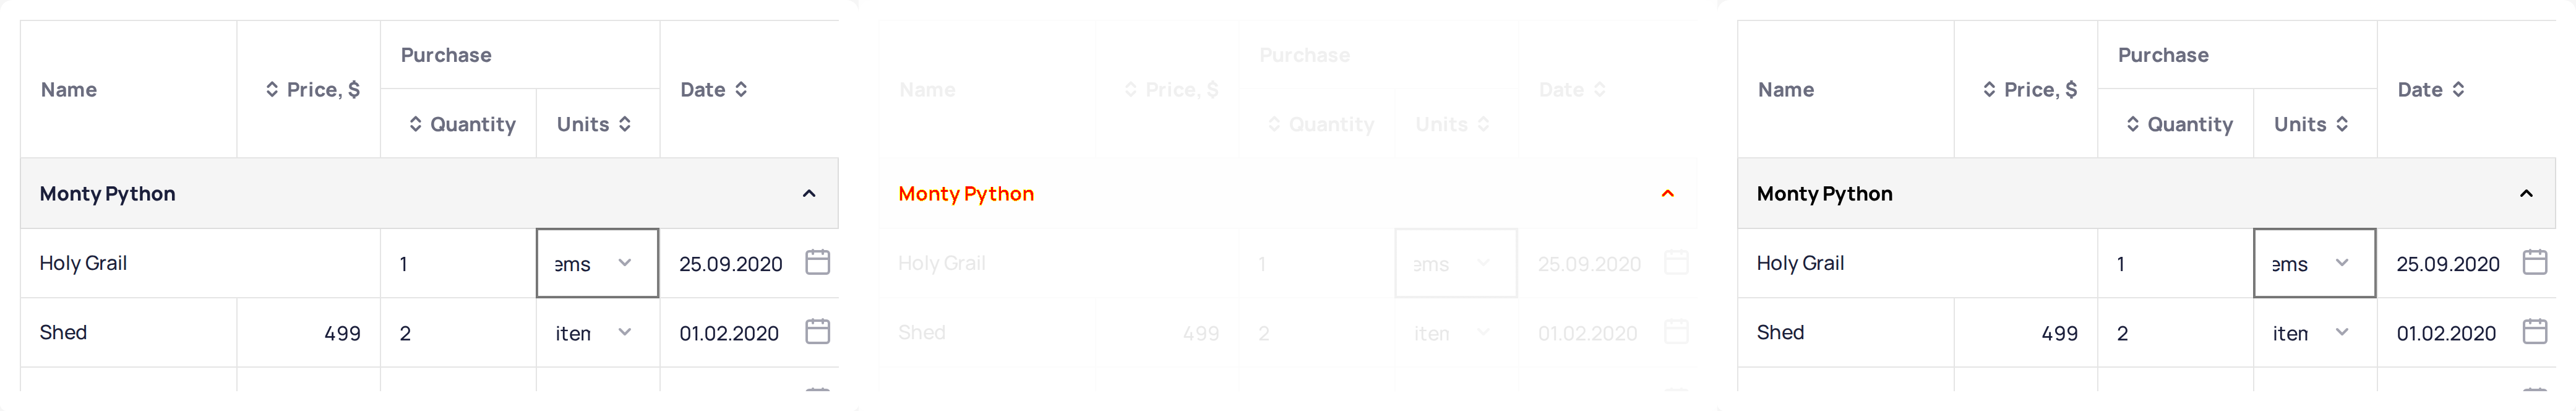 Purchase
Name
Price, $
Date
Quantity
Units
Monty Python
Holy Grail
1
ems
25.09.2020
Shed
499
2
iten
01.02.2020
Purchase
Name
Price, $
Date
Quantity
Units
Monty Python
Holy Grail
1
ems
25.09.2020
Shed
499
2
iten
01.02.2020
Purchase
Name
Price, $
Date
Quantity
Units
Monty Python
Holy Grail
1
ems
25.09.2020
Shed
499
2
iten
01.02.2020